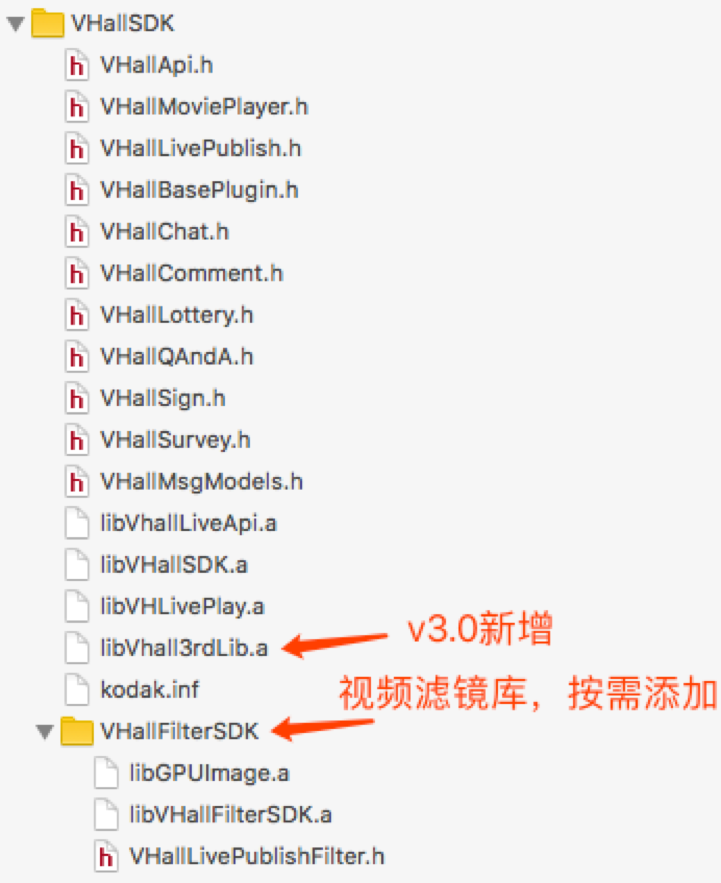 VHallSDK
VHallApi.h
VHallMoviePlayer.h
VHallLivePublish.h
VHallBasePlugin.h
VHallChat.h
VHallComment.h
VHallLottery.h
VHallQAndA.h
VHallSign.h
VHallSurvey.h
VHallMsgModels.h
libVhallLiveApi.a
libVHallSDK.a
libVHLivePlay.a
libVhall3rdLib.a v3.0新增
kodak.inf 视频滤镜库，按需添加
VHallFilterSDK
libGPUImage.a
libVHallFilterSDK.a
VHallLivePublishFilter.h